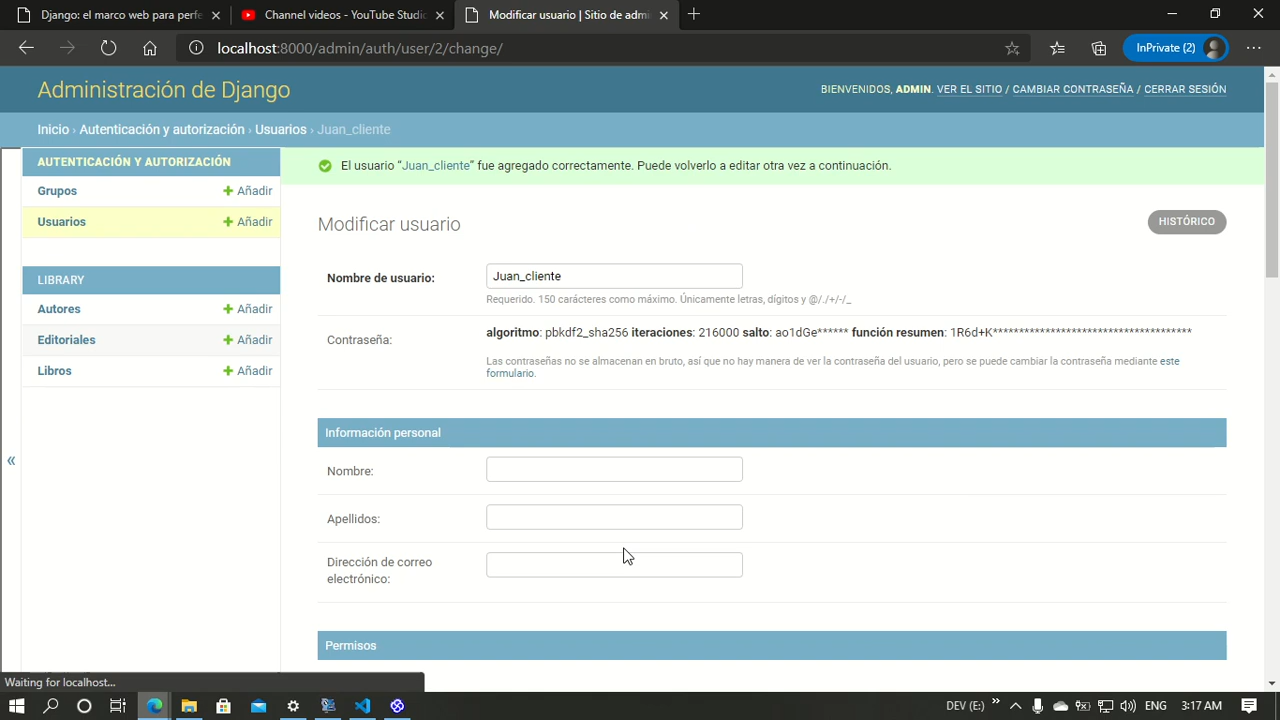 Django: el marco web para perfe
Channel videos - YouTube Studio
Modificar usuario | Sitio de admi
localhost:8000/admin/auth/user/2/change/
InPrivate (2)
Administración de Django
BIENVENIDOS, ADMIN. VER EL SITIO / CAMBIAR CONTRASEÑA / CERRAR SESIÓN
Inicio › Autenticación y autorización › Usuarios › Juan_cliente
AUTENTICACIÓN Y AUTORIZACIÓN
Grupos + Añadir
Usuarios + Añadir
LIBRARY
Autores + Añadir
Editoriales + Añadir
Libros + Añadir
«
El usuario “Juan_cliente” fue agregado correctamente. Puede volverlo a editar otra vez a continuación.
Modificar usuario
HISTÓRICO
Nombre de usuario: Juan_cliente
Requerido. 150 carácteres como máximo. Únicamente letras, dígitos y @/./+/-/_
Contraseña: algoritmo: pbkdf2_sha256 iteraciones: 216000 salto: ao1dGe****** función resumen: 1R6d+K**************************************
Las contraseñas no se almacenan en bruto, así que no hay manera de ver la contraseña del usuario, pero se puede cambiar la contraseña mediante este
formulario.
Información personal
Nombre:
Apellidos:
Dirección de correo
electrónico:
Permisos
Waiting for localhost...
DEV (E:) » ENG 3:17 AM